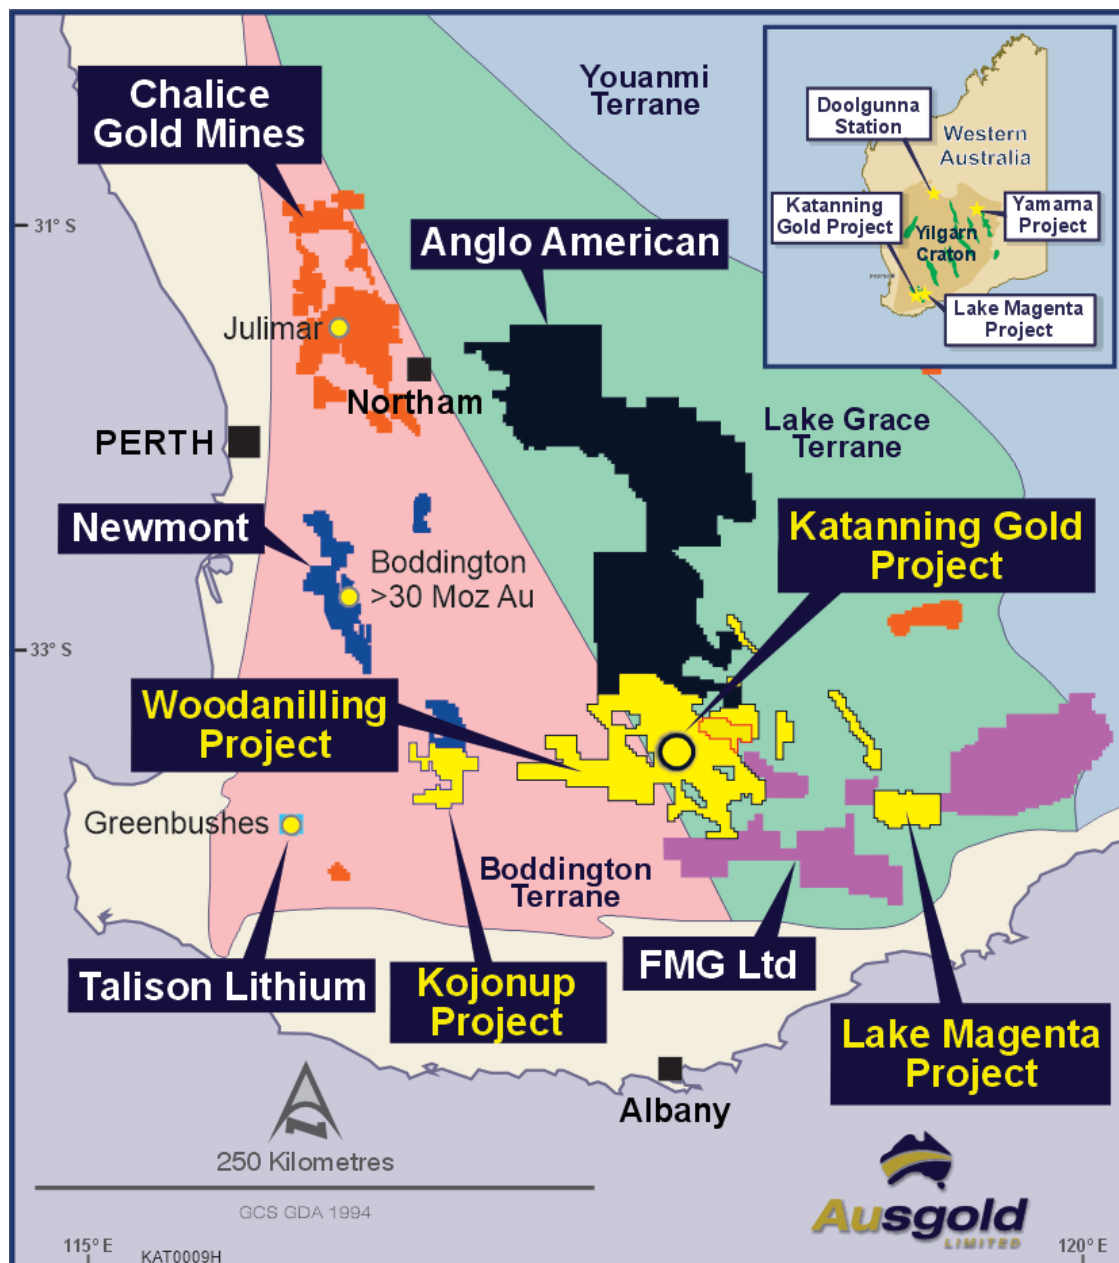 Youanmi
Terrane
Chalice
Gold Mines
Doolgunna
Station
Western
Australia
Katanning
Gold Project
Yamarna
Project
Yilgarn
Craton
Lake Magenta
Project
31° S
Anglo American
Julimar
Northam
PERTH
Lake Grace
Terrane
Newmont
Katanning Gold
Project
Boddington
>30 Moz Au
33° S
Woodanilling
Project
Greenbushes
Boddington
Terrane
Talison Lithium
Kojonup
Project
FMG Ltd
Lake Magenta
Project
Albany
N
250 Kilometres
GCS GDA 1994
Ausgold
LIMITED
115° E
KAT0009H
120° E